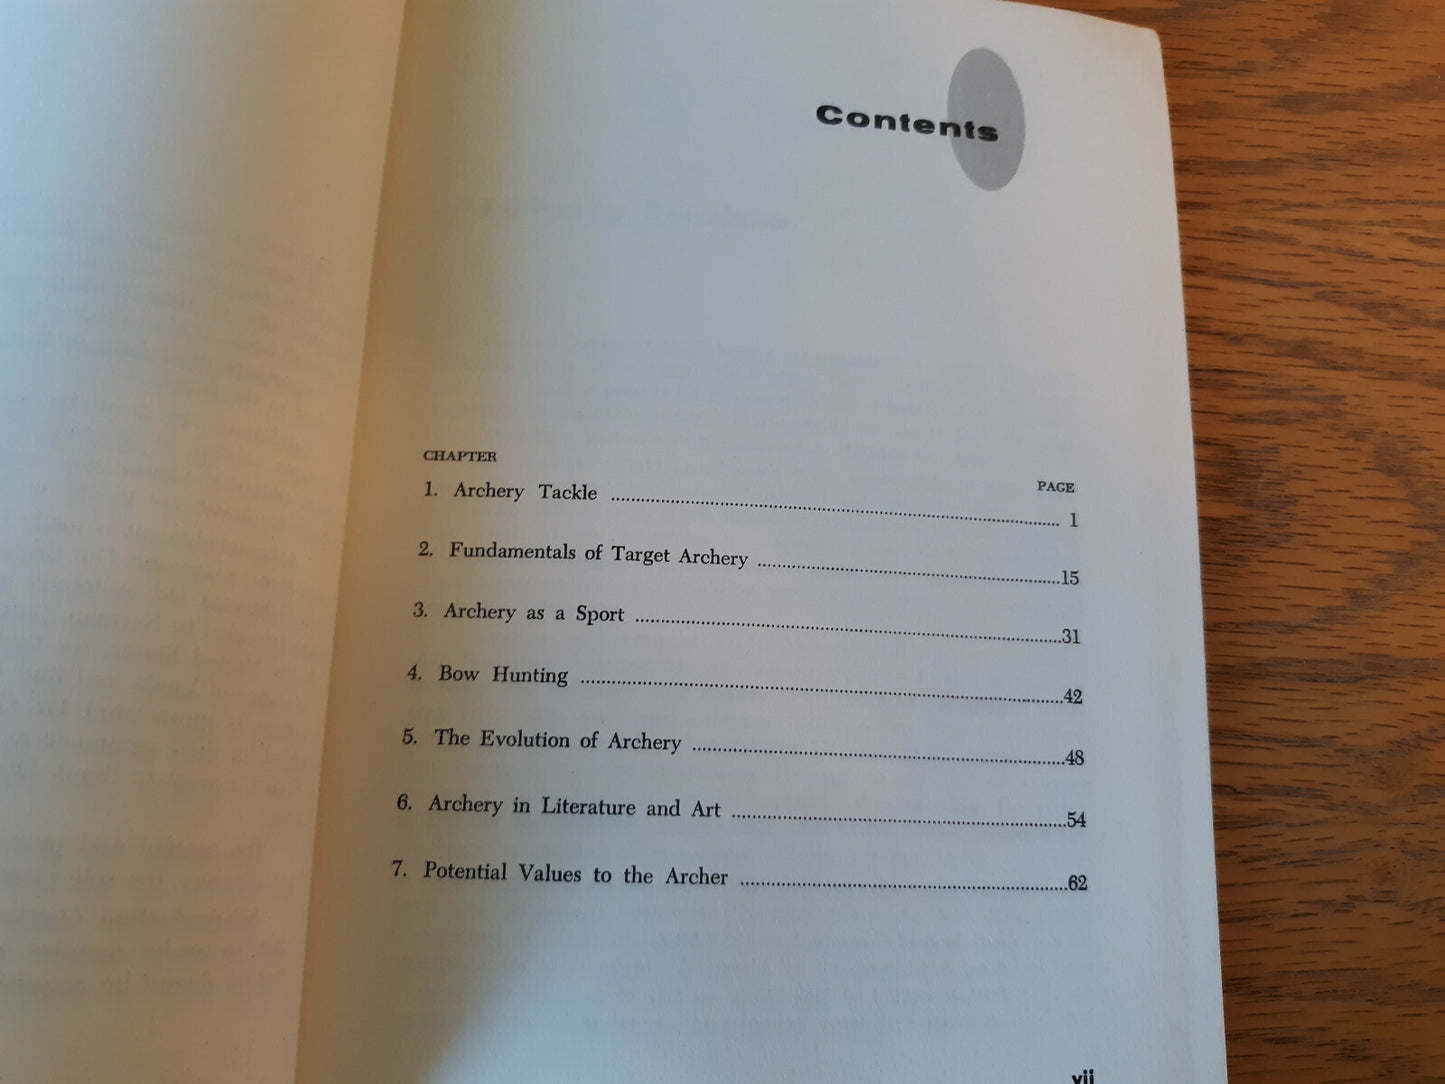 Contents
CHAPTER PAGE
1. Archery Tackle ........ 1
2. Fundamentals of Target Archery ........ 15
3. Archery as a Sport ........ 31
4. Bow Hunting ........ 42
5. The Evolution of Archery ........ 48
6. Archery in Literature and Art ........ 54
7. Potential Values to the Archer ........ 62
vii